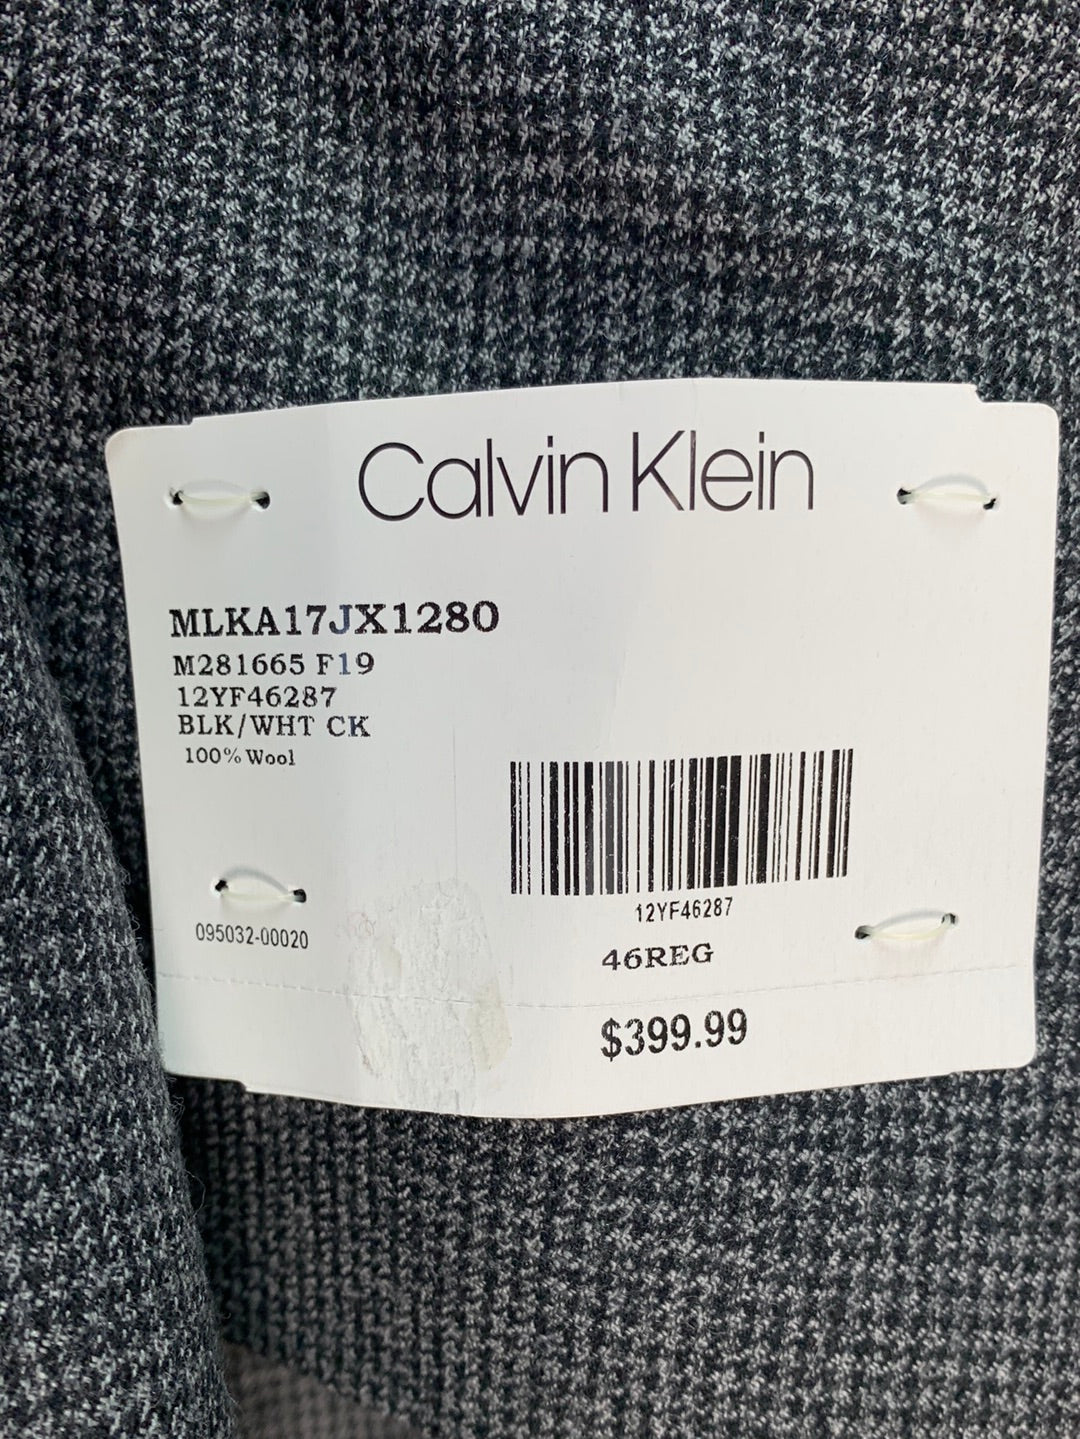 Calvin Klein
MLKA17JX1280
M281665 F19
12YF46287
BLK/WHT CK
100% Wool
12YF46287
095032-00020
46REG
$399.99